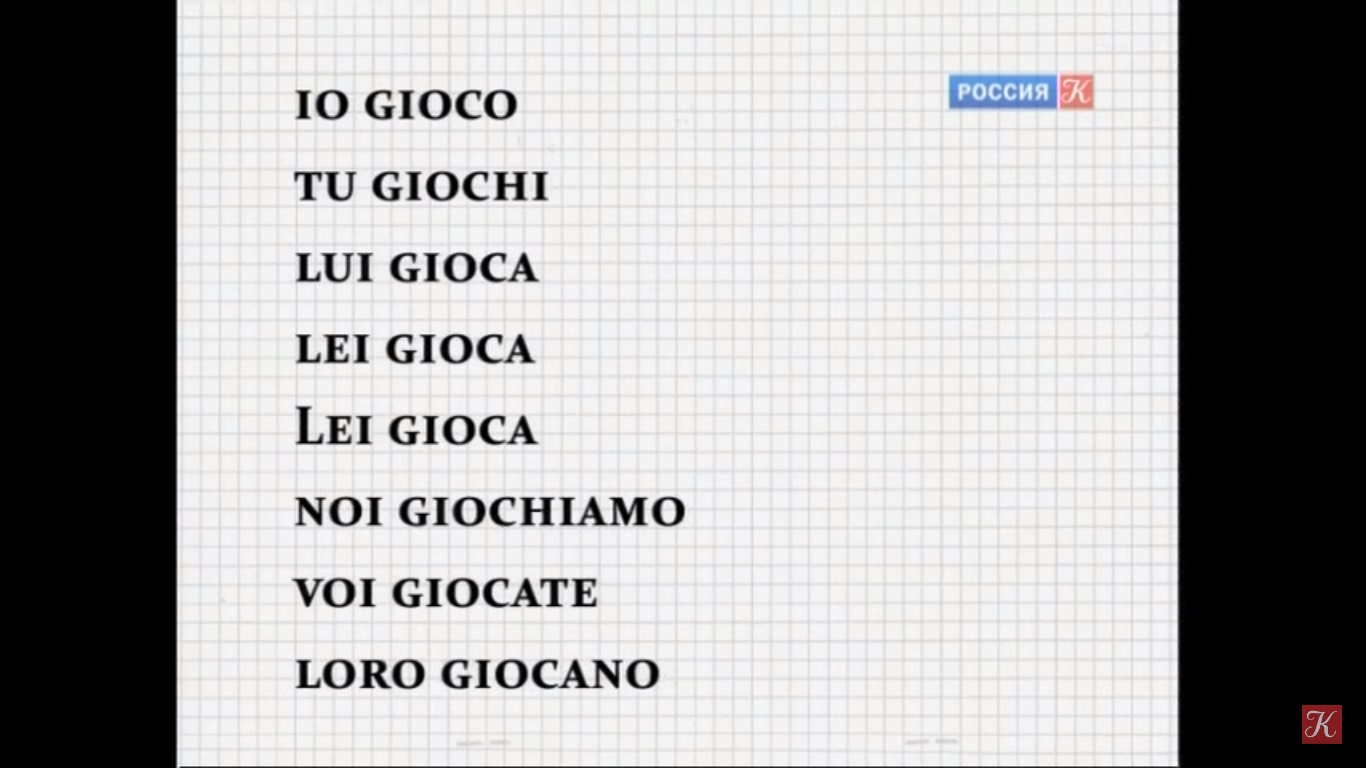 IO GIOCO
РОССИЯ К
TU GIOCHI
LUI GIOCA
LEI GIOCA
Lei GIOCA
NOI GIOCHIAMO
VOI GIOCATE
LORO GIOCANO
К